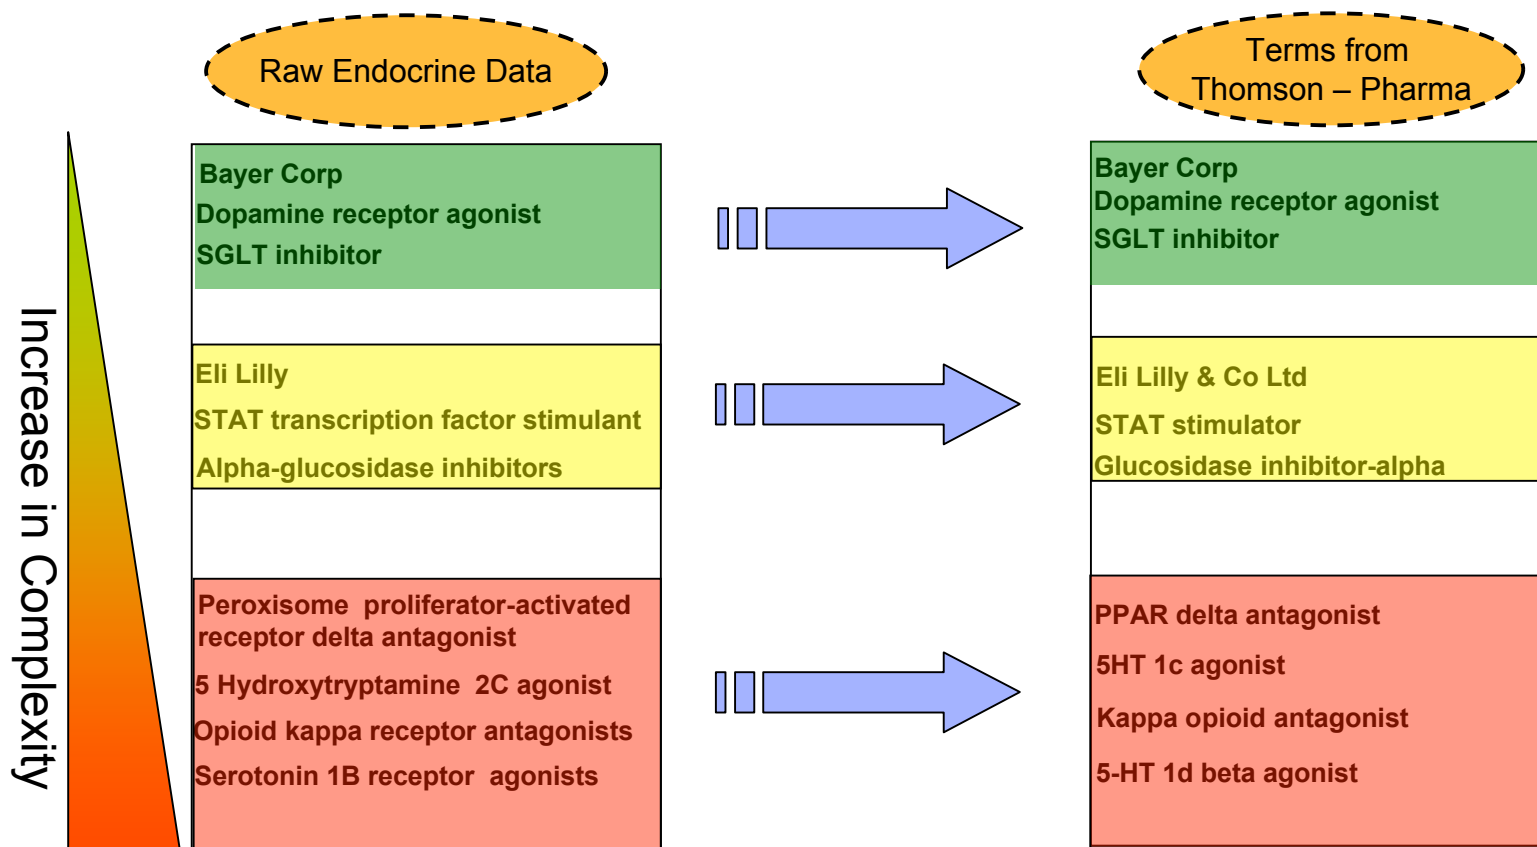 Raw Endocrine Data
Terms from
Thomson – Pharma
Increase in Complexity
Bayer Corp
Dopamine receptor agonist
SGLT inhibitor
Bayer Corp
Dopamine receptor agonist
SGLT inhibitor
Eli Lilly
STAT transcription factor stimulant
Alpha-glucosidase inhibitors
Eli Lilly & Co Ltd
STAT stimulator
Glucosidase inhibitor-alpha
Peroxisome proliferator-activated
receptor delta antagonist
5 Hydroxytryptamine 2C agonist
Opioid kappa receptor antagonists
Serotonin 1B receptor agonists
PPAR delta antagonist
5HT 1c agonist
Kappa opioid antagonist
5-HT 1d beta agonist